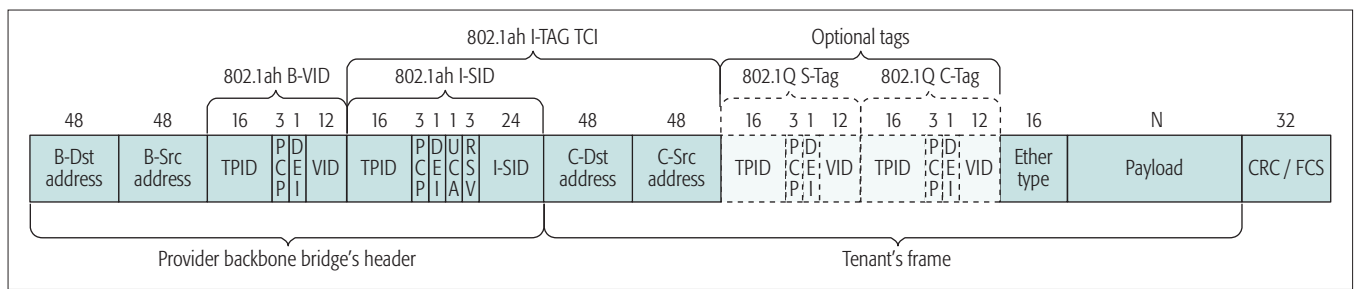 802.1ah I-TAG TCI Optional tags
802.1ah B-VID 802.1ah I-SID 802.1Q S-Tag 802.1Q C-Tag
48 48 16 3 1 12 16 3 1 1 3 24 48 48 16 3 1 12 16 3 1 12 16 N 32
B-Dst address B-Src address TPID PCP DEI VID TPID PCP DEI UCA RSV I-SID C-Dst address C-Src address TPID PCP DEI VID TPID PCP DEI VID Ether type Payload CRC / FCS
Provider backbone bridge's header Tenant's frame